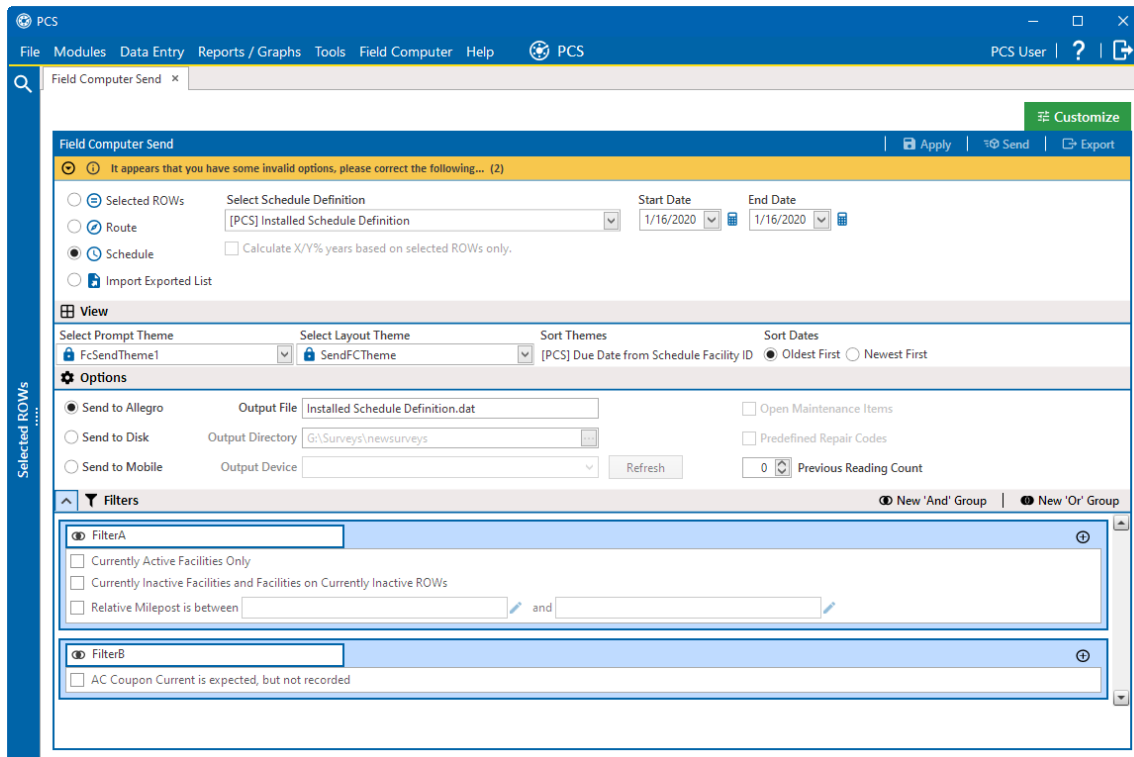 PCS
File Modules Data Entry Reports / Graphs Tools Field Computer Help PCS PCS User ?
Field Computer Send ×
Customize
Field Computer Send Apply Send Export
It appears that you have some invalid options, please correct the following... (2)
Selected ROWs Select Schedule Definition Start Date End Date
[PCS] Installed Schedule Definition 1/16/2020 1/16/2020
Route
Calculate X/Y% years based on selected ROWs only.
Schedule
Import Exported List
View
Select Prompt Theme Select Layout Theme Sort Themes Sort Dates
FcSendTheme1 SendFCTheme [PCS] Due Date from Schedule Facility ID Oldest First Newest First
Options
Send to Allegro Output File Installed Schedule Definition.dat Open Maintenance Items
Send to Disk Output Directory G:\Surveys\newsurveys ... Predefined Repair Codes
Send to Mobile Output Device Refresh 0 Previous Reading Count
Selected ROWs
Filters New 'And' Group New 'Or' Group
FilterA
Currently Active Facilities Only
Currently Inactive Facilities and Facilities on Currently Inactive ROWs
Relative Milepost is between and
FilterB
AC Coupon Current is expected, but not recorded